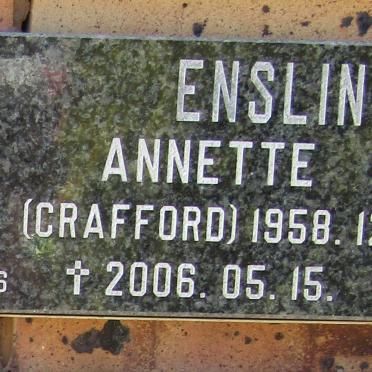 ENSLIN
ANNETTE
(CRAFFORD) 1958. 12
† 2006. 05. 15.